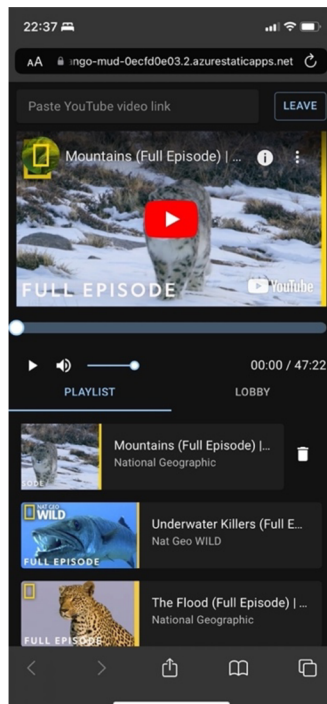 22:37
AA ango-mud-0ecfd0e03.2.azurestaticapps.net
Paste YouTube video link
LEAVE
Mountains (Full Episode) | ...
FULL EPISODE
YouTube
00:00 / 47:22
PLAYLIST
LOBBY
Mountains (Full Episode) |...
National Geographic
SODE
NAT GEO
WILD
Underwater Killers (Full E...
Nat Geo WILD
FULL EPISODE
The Flood (Full Episode) | ...
National Geographic
FULL EPISODE